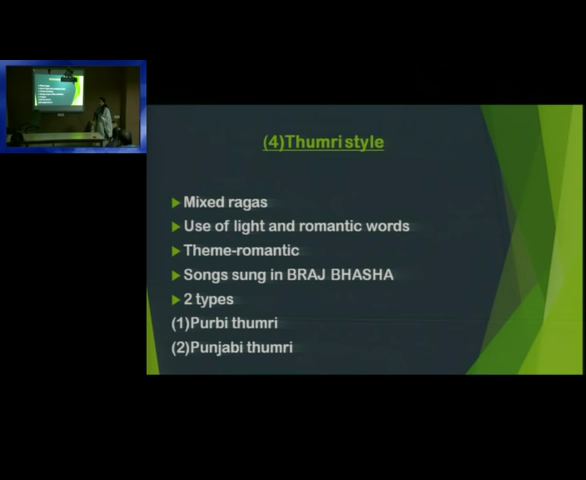 (4)Thumri style
Mixed ragas
Use of light and romantic words
Theme-romantic
Songs sung in BRAJ BHASHA
2 types
(1)Purbi thumri
(2)Punjabi thumri